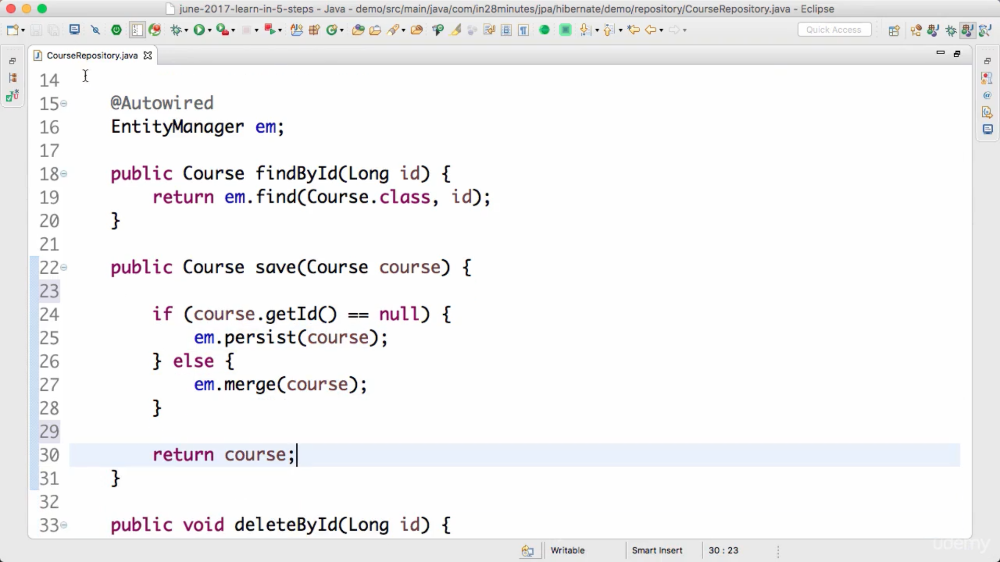 june-2017-learn-in-5-steps - Java - demo/src/main/java/com/in28minutes/jpa/hibernate/demo/repository/CourseRepository.java - Eclipse
Quick Access
CourseRepository.java
14
15 @Autowired
16 EntityManager em;
17
18 public Course findById(Long id) {
19 return em.find(Course.class, id);
20 }
21
22 public Course save(Course course) {
23
24 if (course.getId() == null) {
25 em.persist(course);
26 } else {
27 em.merge(course);
28 }
29
30 return course;
31 }
32
33 public void deleteById(Long id) {
Writable
Smart Insert
30 : 23
udemy